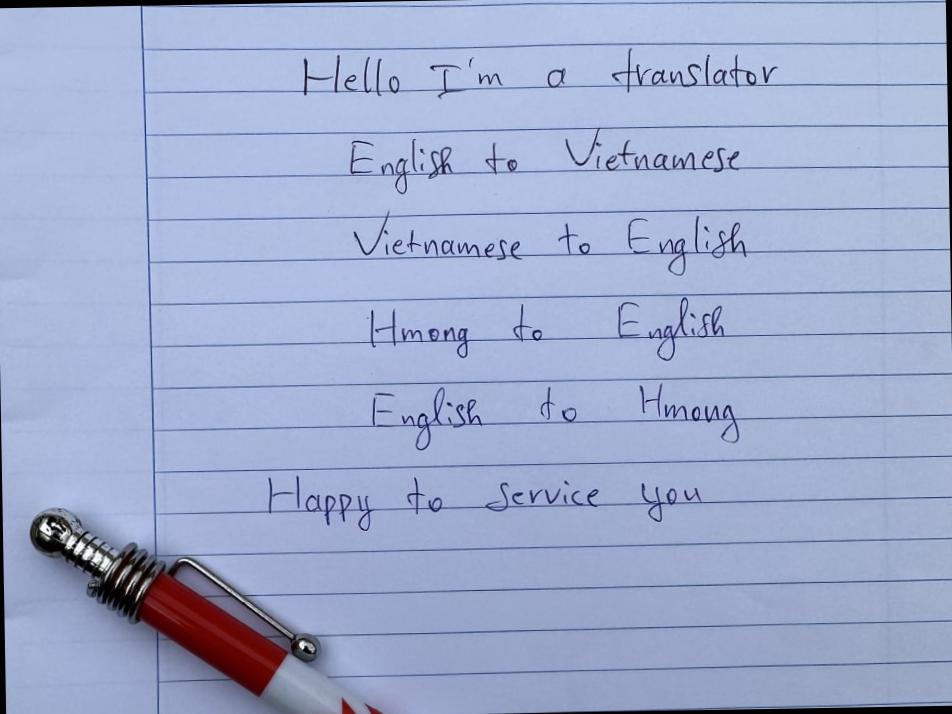 Hello I'm a translator
English to Vietnamese
Vietnamese to English
Hmong to English
English to Hmong
Happy to service you